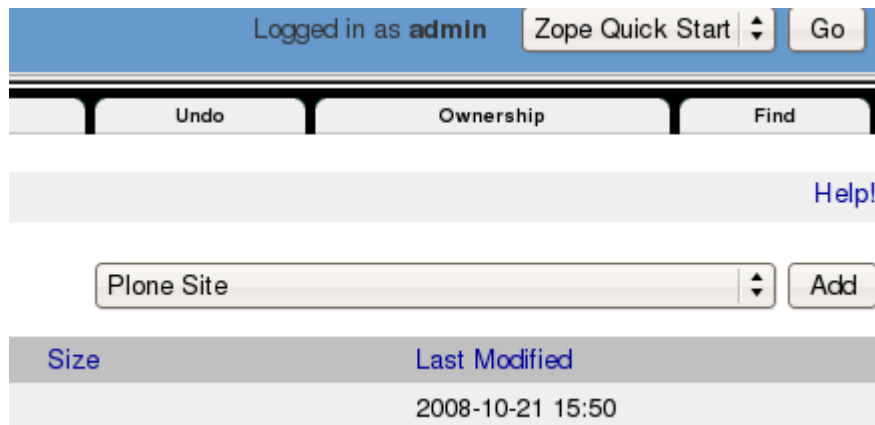 Logged in as admin Zope Quick Start Go
Undo Ownership Find
Help!
Plone Site Add
Size Last Modified
2008-10-21 15:50